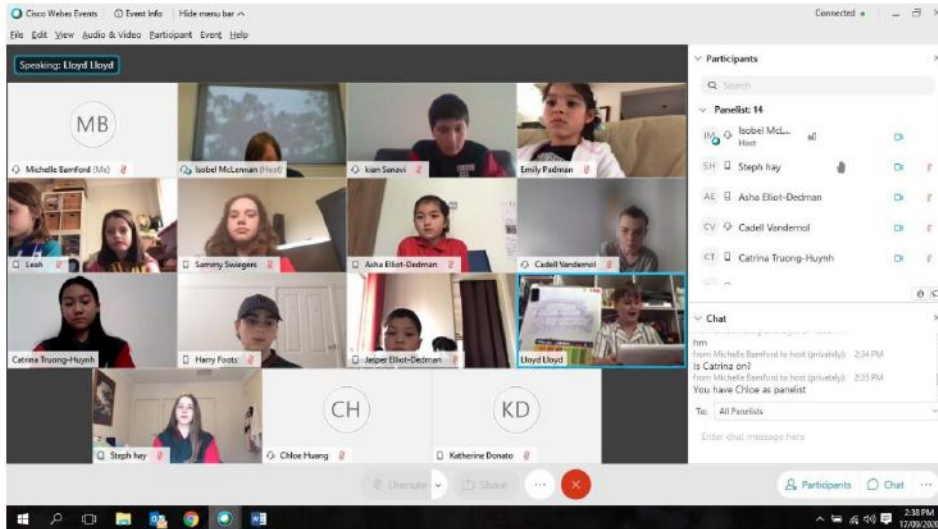 Cisco Webex Events
Event Info
Hide menu bar
Connected
File Edit View Audio & Video Participant Event Help
Speaking: Lloyd Lloyd
MB
Michelle Bamford (Me)
Isobel McLennan (Host)
kian Sanavi
Emily Padman
Leah
Sammy Swiegers
Asha Elliot-Dedman
Cadell Vandemol
Catrina Truong-Huynh
Harry Foots
Jasper Elliot-Dedman
Lloyd Lloyd
Steph hay
CH
Chloe Huang
KD
Katherine Donato
Unmute
Share
Participants
Search
Panelist: 14
IM
Isobel McL...
Host
SH
Steph hay
AE
Asha Elliot-Dedman
CV
Cadell Vandemol
CT
Catrina Truong-Huynh
Chat
hm
from Michelle Bamford to host (privately): 2:34 PM
Is Catrina on?
from Michelle Bamford to host (privately): 2:35 PM
You have Chloe as panelist
To: All Panelists
Enter chat message here
Participants
Chat
2:38 PM